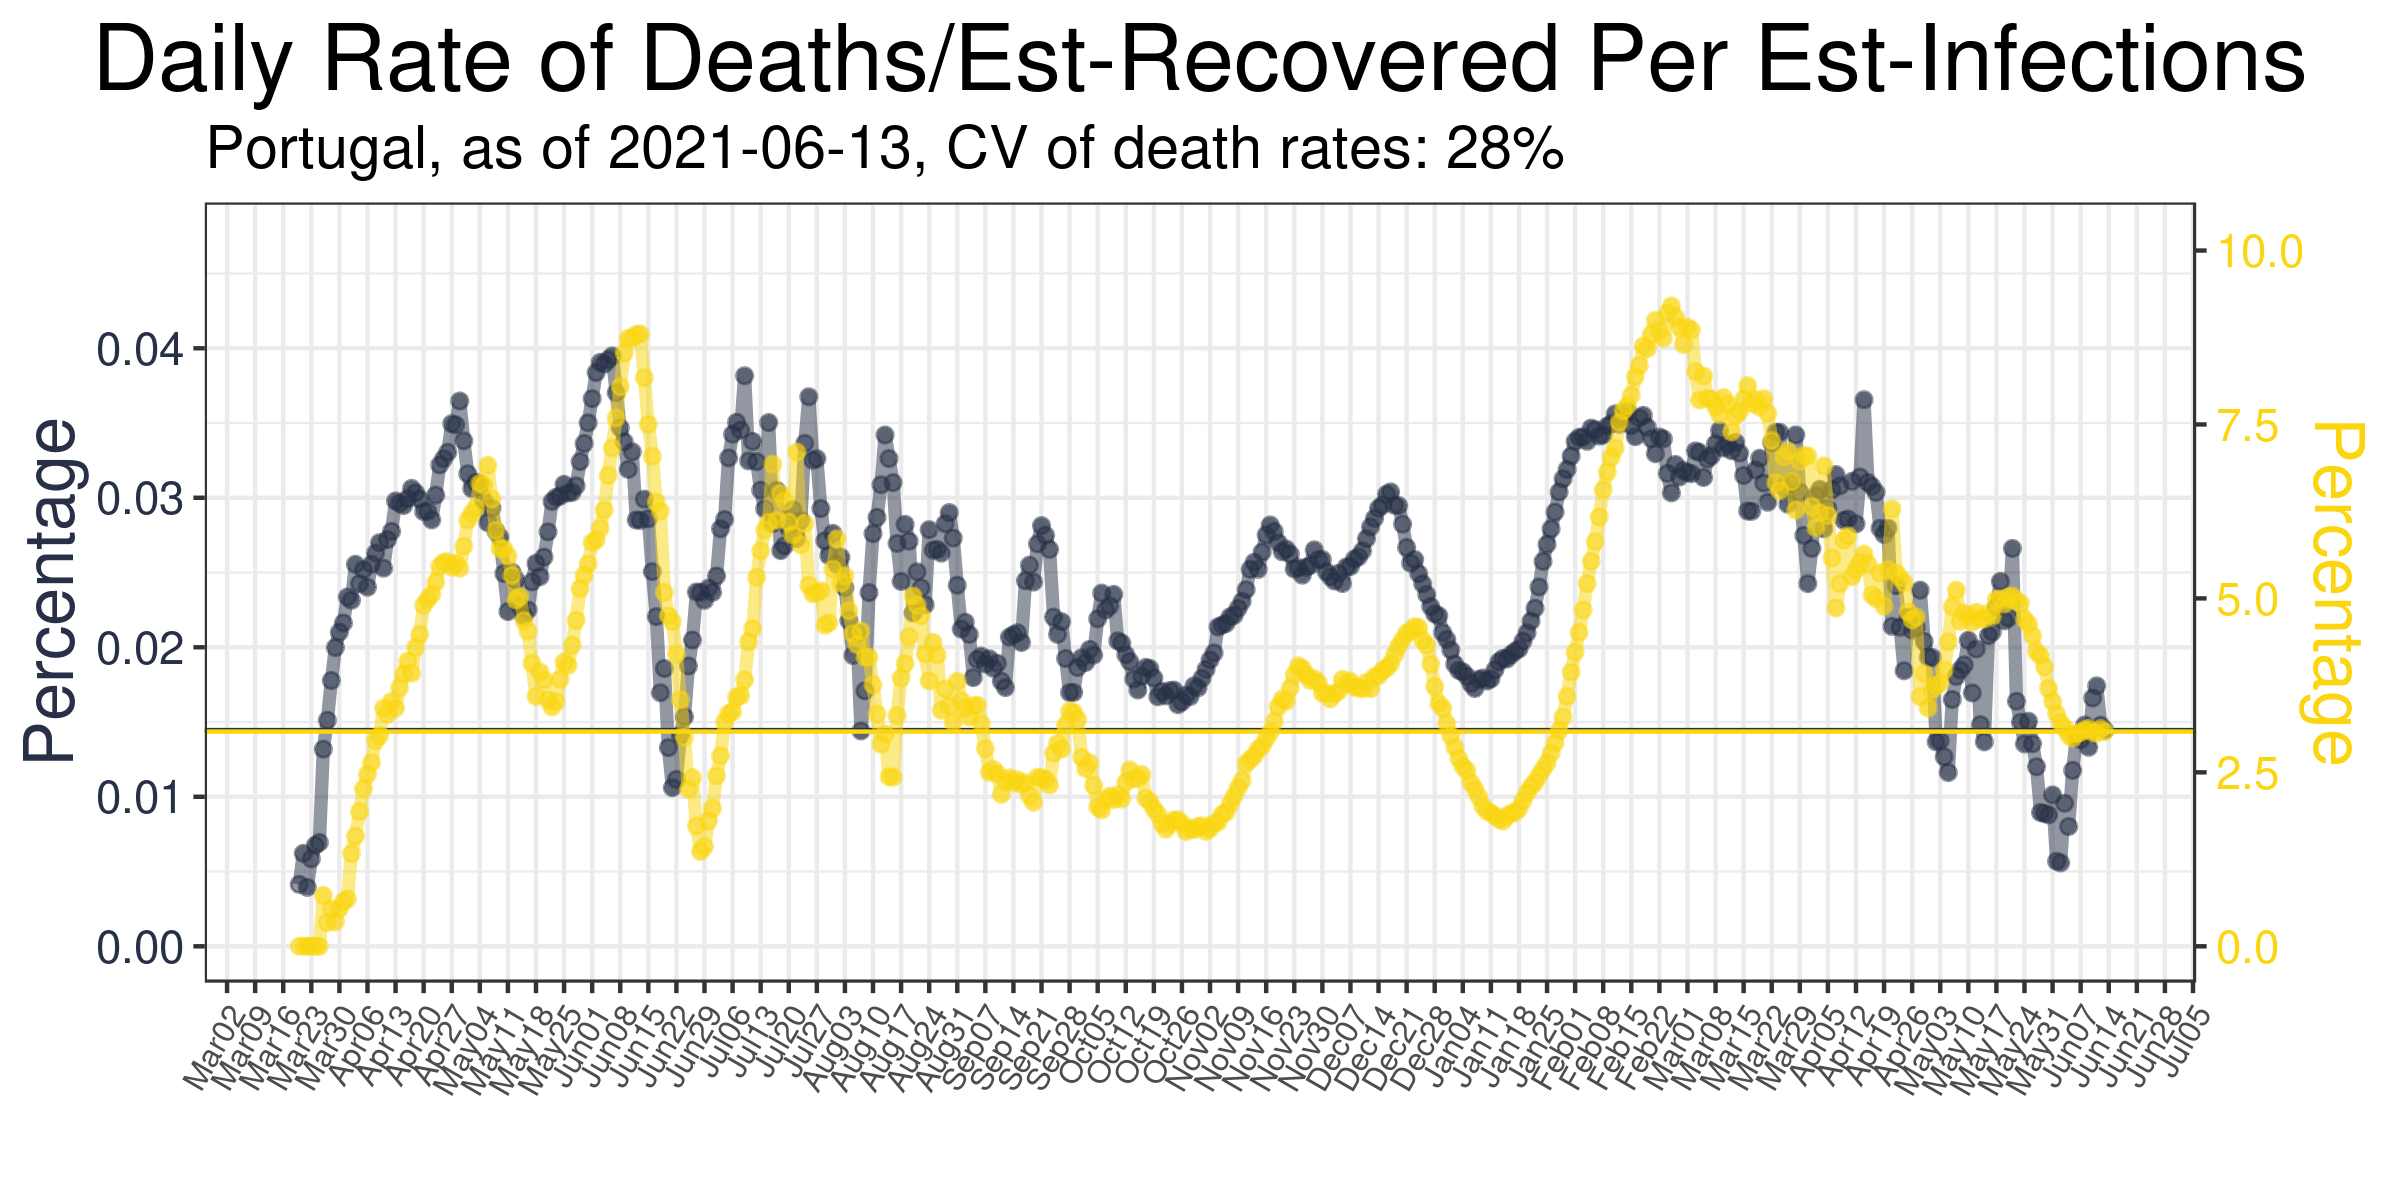 Daily Rate of Deaths/Est-Recovered Per Est-Infections
Portugal, as of 2021-06-13, CV of death rates: 28%
Percentage
0.04
0.03
0.02
0.01
0.00
10.0
7.5
5.0
2.5
0.0
Percentage
Mar02
Mar09
Mar16
Mar23
Mar30
Apr06
Apr13
Apr20
Apr27
May04
May11
May18
May25
Jun01
Jun08
Jun15
Jun22
Jun29
Jul06
Jul13
Jul20
Jul27
Aug03
Aug10
Aug17
Aug24
Aug31
Sep07
Sep14
Sep21
Sep28
Oct05
Oct12
Oct19
Oct26
Nov02
Nov09
Nov16
Nov23
Nov30
Dec07
Dec14
Dec21
Dec28
Jan04
Jan11
Jan18
Jan25
Feb01
Feb08
Feb15
Feb22
Mar01
Mar08
Mar15
Mar22
Mar29
Apr05
Apr12
Apr19
Apr26
May03
May10
May17
May24
May31
Jun07
Jun14
Jun21
Jun28
Jul05